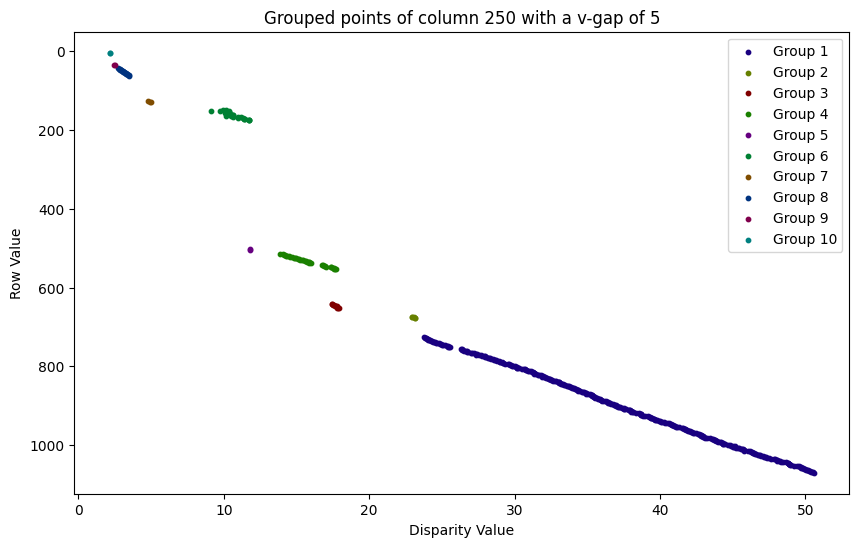 Grouped points of column 250 with a v-gap of 5
Group 1
Group 2
Group 3
Group 4
Group 5
Group 6
Group 7
Group 8
Group 9
Group 10
0
200
400
600
800
1000
Row Value
0 10 20 30 40 50
Disparity Value